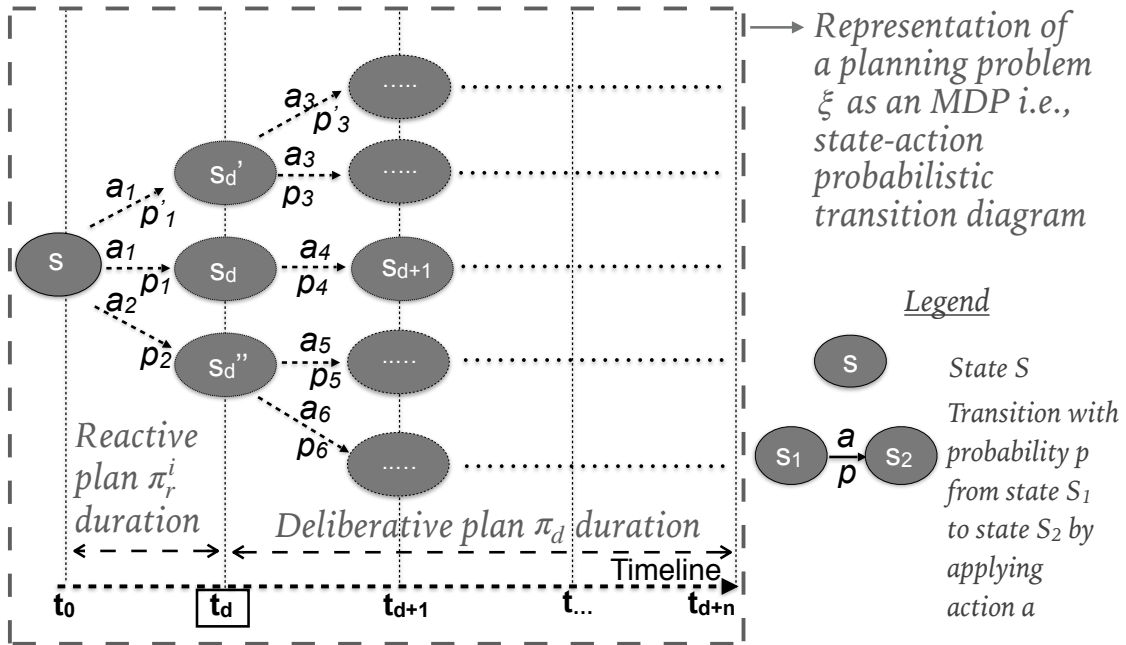 Representation of
a planning problem
ξ as an MDP i.e.,
state-action
probabilistic
transition diagram
a3
p'3
.....
a3
p3
.....
sd'
a1
p'1
s
a1
p1
sd
a4
p4
sd+1
a2
p2
sd''
a5
p5
.....
a6
p6
.....
Legend
s
State S
s1
a
p
s2
Transition with
probability p
from state S1
to state S2 by
applying
action a
Reactive
plan π_r^i
duration
Deliberative plan πd duration
Timeline
t0
td
td+1
t...
td+n